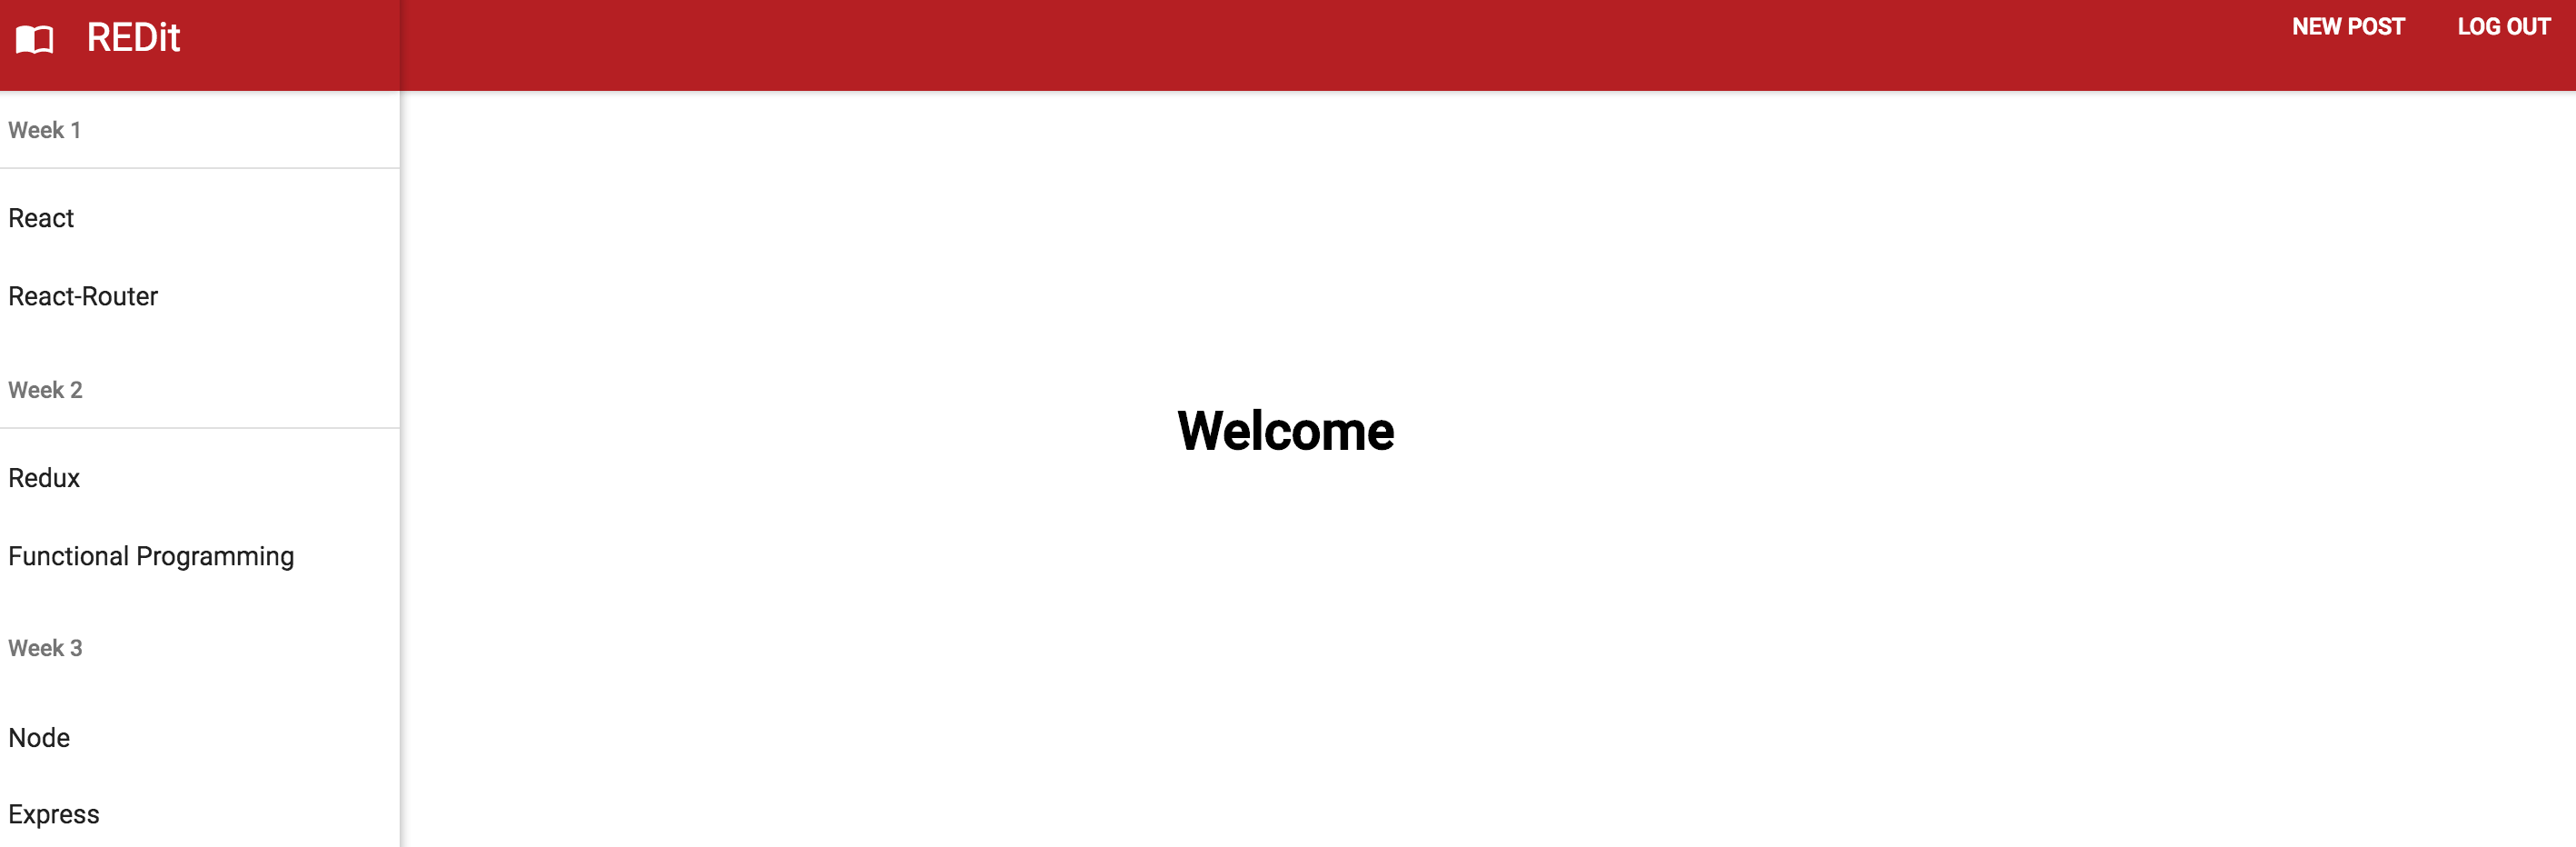 REDit
NEW POST
LOG OUT
Week 1
React
React-Router
Week 2
Redux
Functional Programming
Week 3
Node
Express
Welcome